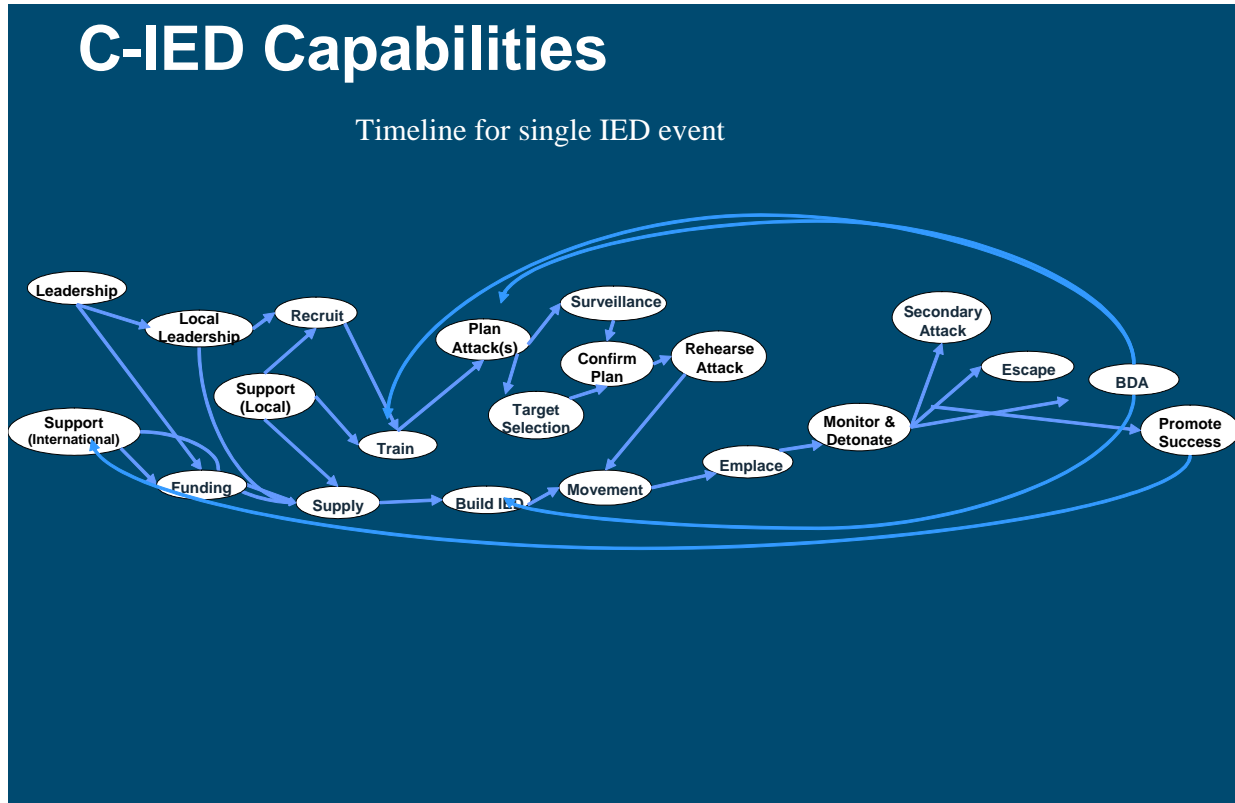 C-IED Capabilities
Timeline for single IED event
Leadership
Local
Leadership
Recruit
Support
(Local)
Support
(International)
Funding
Supply
Train
Plan
Attack(s)
Surveillance
Target
Selection
Confirm
Plan
Rehearse
Attack
Build IED
Movement
Emplace
Monitor &
Detonate
Secondary
Attack
Escape
BDA
Promote
Success